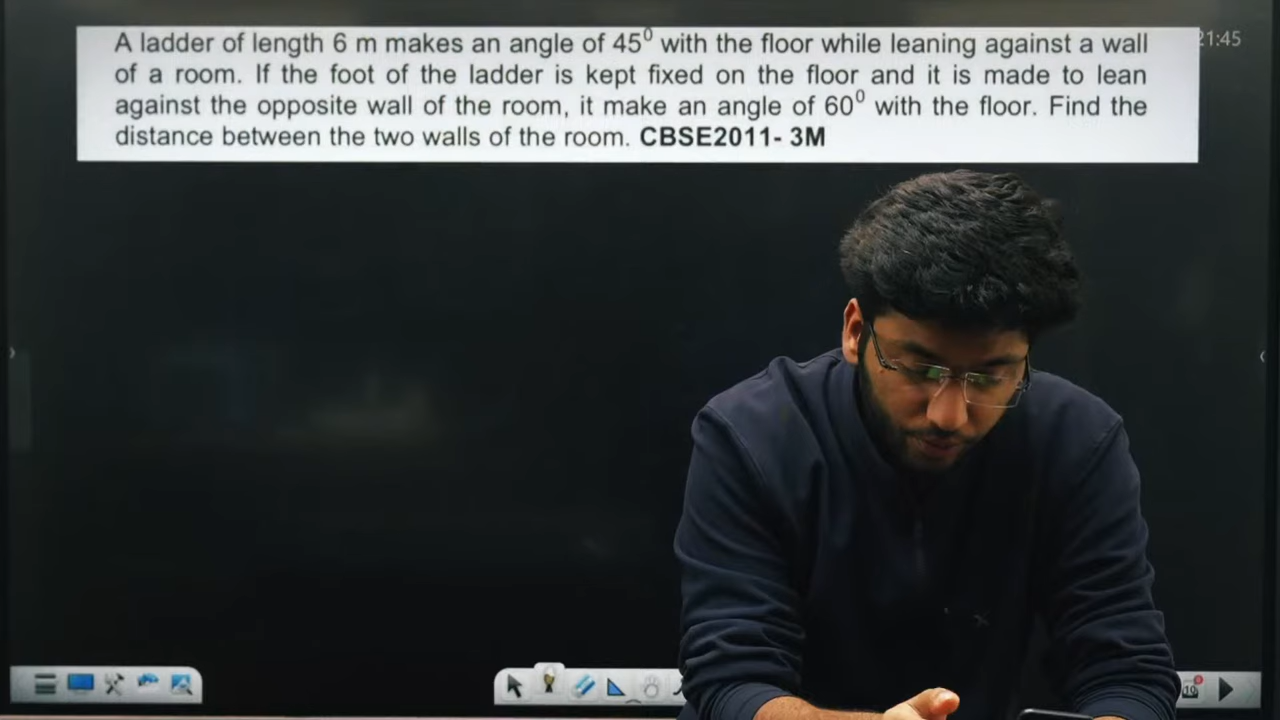 A ladder of length 6 m makes an angle of 45⁰ with the floor while leaning against a wall
of a room. If the foot of the ladder is kept fixed on the floor and it is made to lean
against the opposite wall of the room, it make an angle of 60⁰ with the floor. Find the
distance between the two walls of the room. CBSE2011- 3M
21:45